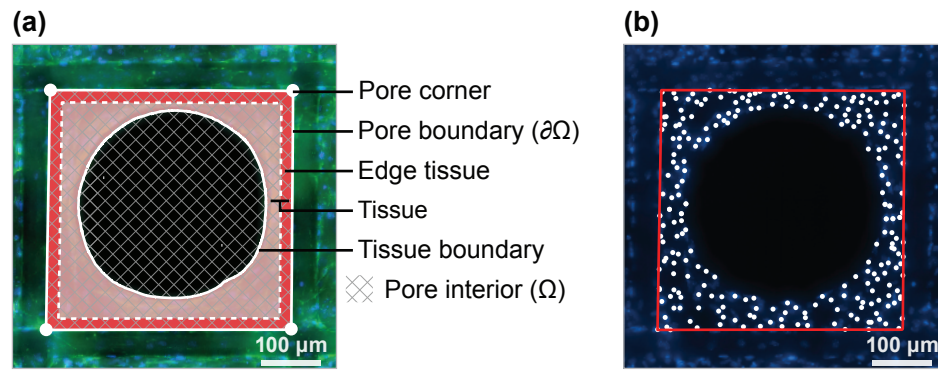 (a)
(b)
Pore corner
Pore boundary (∂Ω)
Edge tissue
Tissue
Tissue boundary
Pore interior (Ω)
100 µm
100 µm